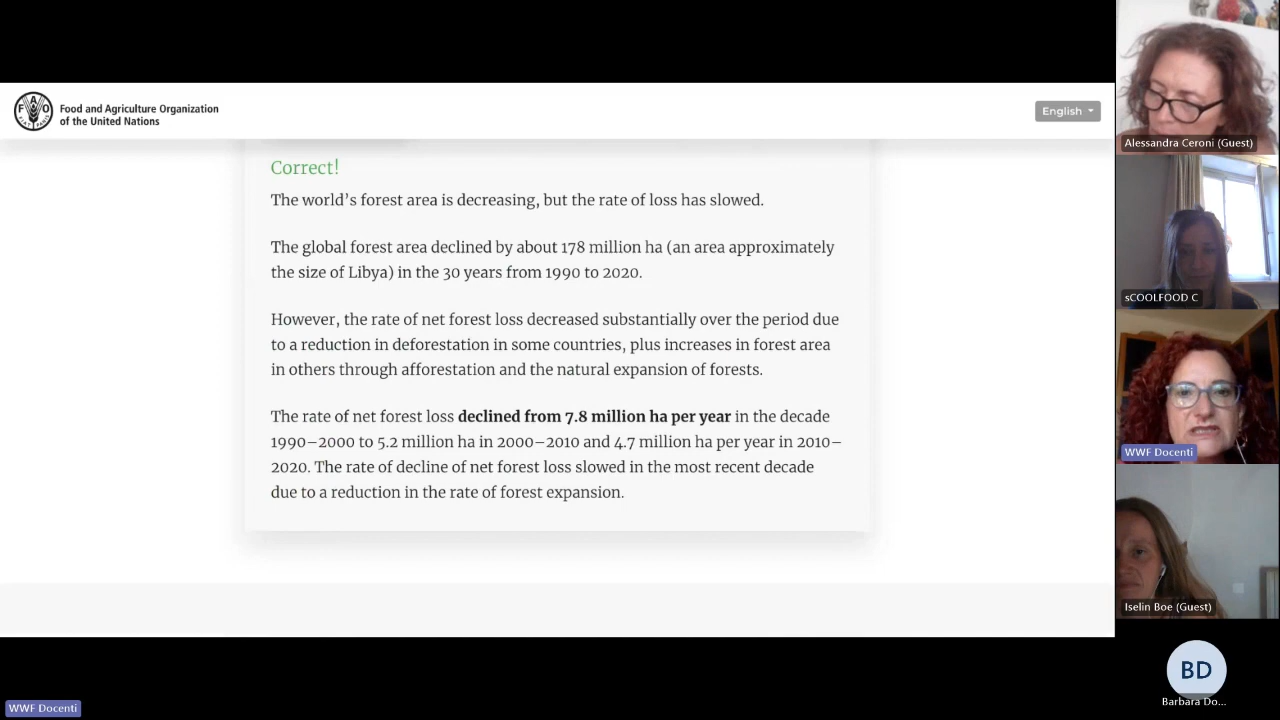 FAO
FIAT PANIS
Food and Agriculture Organization
of the United Nations
English
Correct!
The world’s forest area is decreasing, but the rate of loss has slowed.
The global forest area declined by about 178 million ha (an area approximately
the size of Libya) in the 30 years from 1990 to 2020.
However, the rate of net forest loss decreased substantially over the period due
to a reduction in deforestation in some countries, plus increases in forest area
in others through afforestation and the natural expansion of forests.
The rate of net forest loss declined from 7.8 million ha per year in the decade
1990–2000 to 5.2 million ha in 2000–2010 and 4.7 million ha per year in 2010–
2020. The rate of decline of net forest loss slowed in the most recent decade
due to a reduction in the rate of forest expansion.
Alessandra Ceroni (Guest)
sCOOLFOOD C
WWF Docenti
Iselin Boe (Guest)
BD
Barbara Do...
WWF Docenti